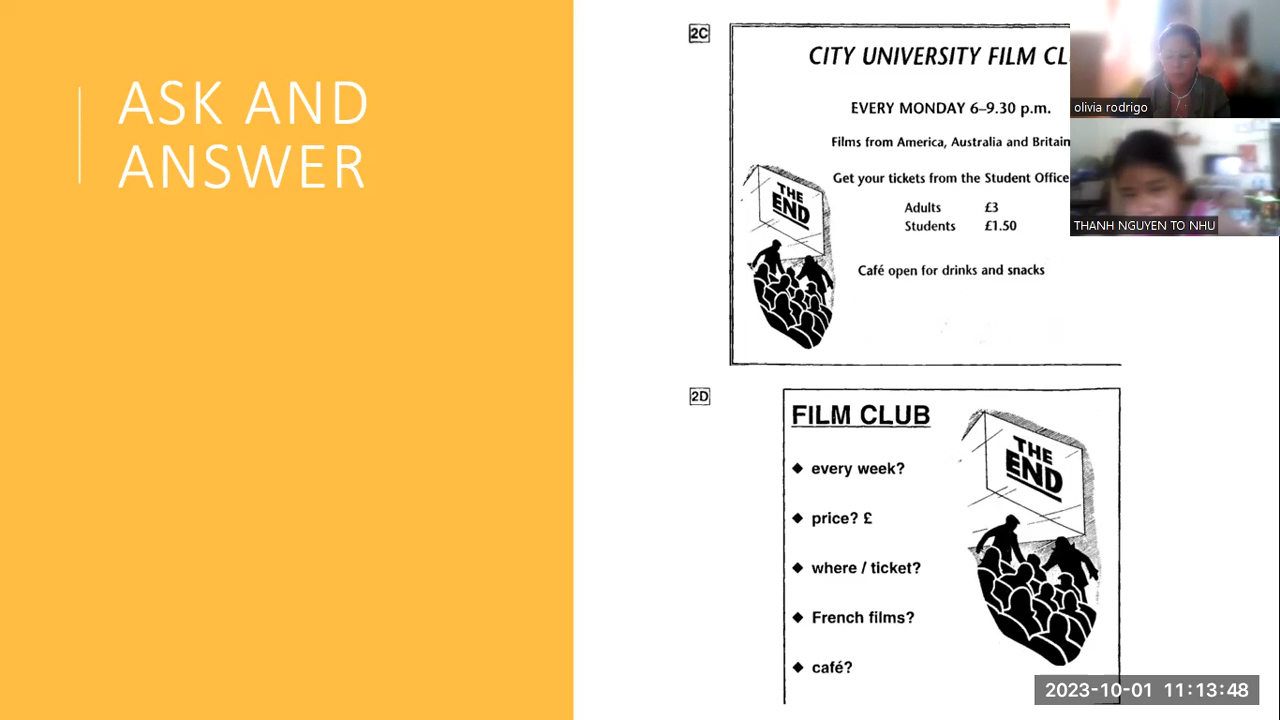 ASK AND
ANSWER
2C
CITY UNIVERSITY FILM CL
EVERY MONDAY 6–9.30 p.m.
Films from America, Australia and Britain
Get your tickets from the Student Office
Adults £3
Students £1.50
Café open for drinks and snacks
THE
END
olivia rodrigo
THANH NGUYEN TO NHU
2D
FILM CLUB
◆ every week?
◆ price? £
◆ where / ticket?
◆ French films?
◆ café?
THE
END
2023-10-01 11:13:48